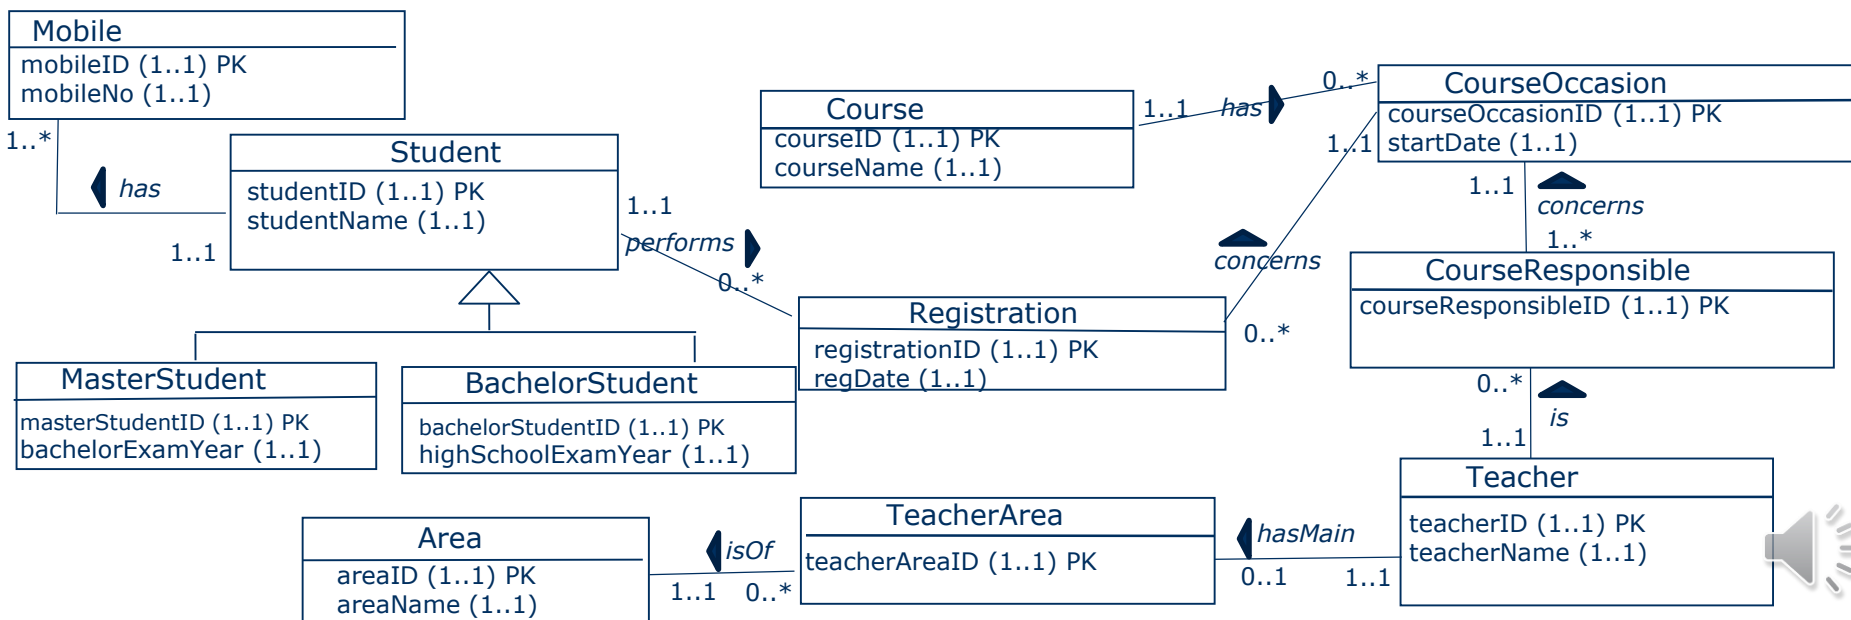 Mobile
mobileID (1..1) PK
mobileNo (1..1)
1..*
has
1..1
Student
studentID (1..1) PK
studentName (1..1)
1..1
performs
0..*
Course
courseID (1..1) PK
courseName (1..1)
1..1
has
0..*
CourseOccasion
courseOccasionID (1..1) PK
startDate (1..1)
1..1
concerns
0..*
1..1
concerns
1..*
CourseResponsible
courseResponsibleID (1..1) PK
0..*
is
1..1
Registration
registrationID (1..1) PK
regDate (1..1)
MasterStudent
masterStudentID (1..1) PK
bachelorExamYear (1..1)
BachelorStudent
bachelorStudentID (1..1) PK
highSchoolExamYear (1..1)
Area
areaID (1..1) PK
areaName (1..1)
isOf
1..1
0..*
TeacherArea
teacherAreaID (1..1) PK
hasMain
0..1
1..1
Teacher
teacherID (1..1) PK
teacherName (1..1)